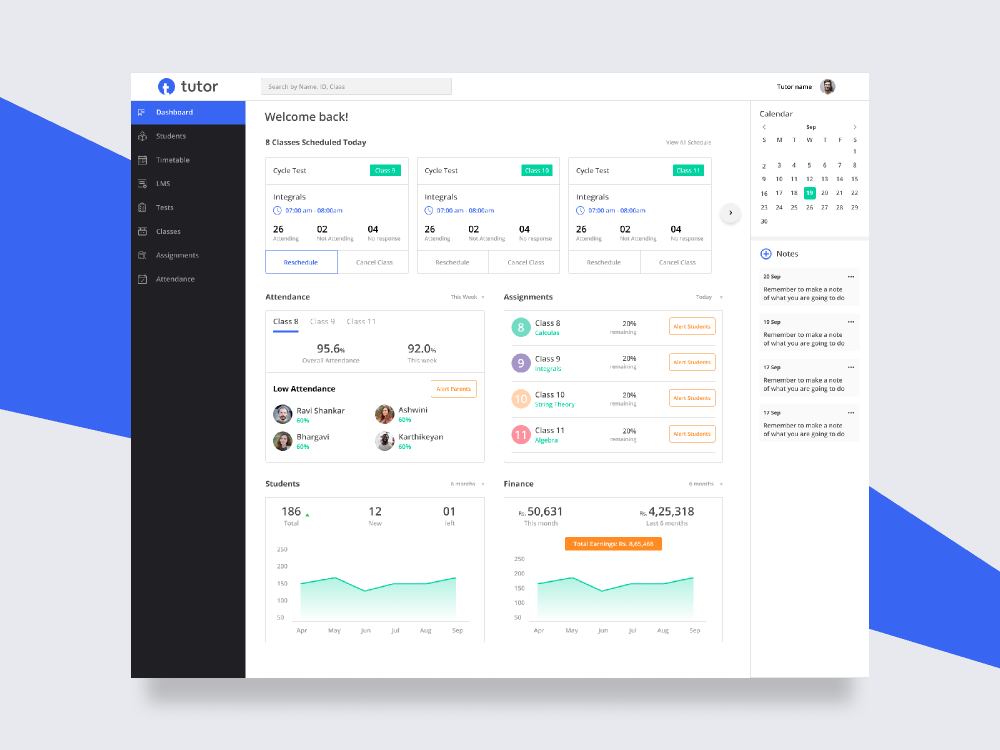 tutor
Search by Name, ID, Class
Tutor name
Dashboard
Students
Timetable
LMS
Tests
Classes
Assignments
Attendance
Welcome back!
8 Classes Scheduled Today
View All Schedule
Cycle Test
Class 9
Integrals
07:00 am - 08:00am
26 02 04
Attending Not Attending No response
Reschedule Cancel Class
Cycle Test
Class 10
Integrals
07:00 am - 08:00am
26 02 04
Attending Not Attending No response
Reschedule Cancel Class
Cycle Test
Class 11
Integrals
07:00 am - 08:00am
26 02 04
Attending Not Attending No response
Reschedule Cancel Class
Attendance
This Week
Class 8 Class 9 Class 11
95.6% 92.0%
Overall Attendance This week
Low Attendance
Alert Parents
Ravi Shankar
60%
Ashwini
60%
Bhargavi
60%
Karthikeyan
60%
Assignments
Today
8
Class 8
Calculas
20%
remaining
Alert Students
9
Class 9
Integrals
20%
remaining
Alert Students
10
Class 10
String Theory
20%
remaining
Alert Students
11
Class 11
Algebra
20%
remaining
Alert Students
Students
6 months
186 12 01
Total New left
250
200
150
100
50
Apr May Jun Jul Aug Sep
Finance
6 months
Rs. 50,631 Rs. 4,25,318
This month Last 6 months
Total Earnings: Rs. 8,65,468
250
200
150
100
50
Apr May Jun Jul Aug Sep
Calendar
Sep
S M T W T F S
1
2 3 4 5 6 7 8
9 10 11 12 13 14 15
16 17 18 19 20 21 22
23 24 25 26 27 28 29
30
Notes
20 Sep
Remember to make a note
of what you are going to do
19 Sep
Remember to make a note
of what you are going to do
17 Sep
Remember to make a note
of what you are going to do
17 Sep
Remember to make a note
of what you are going to do